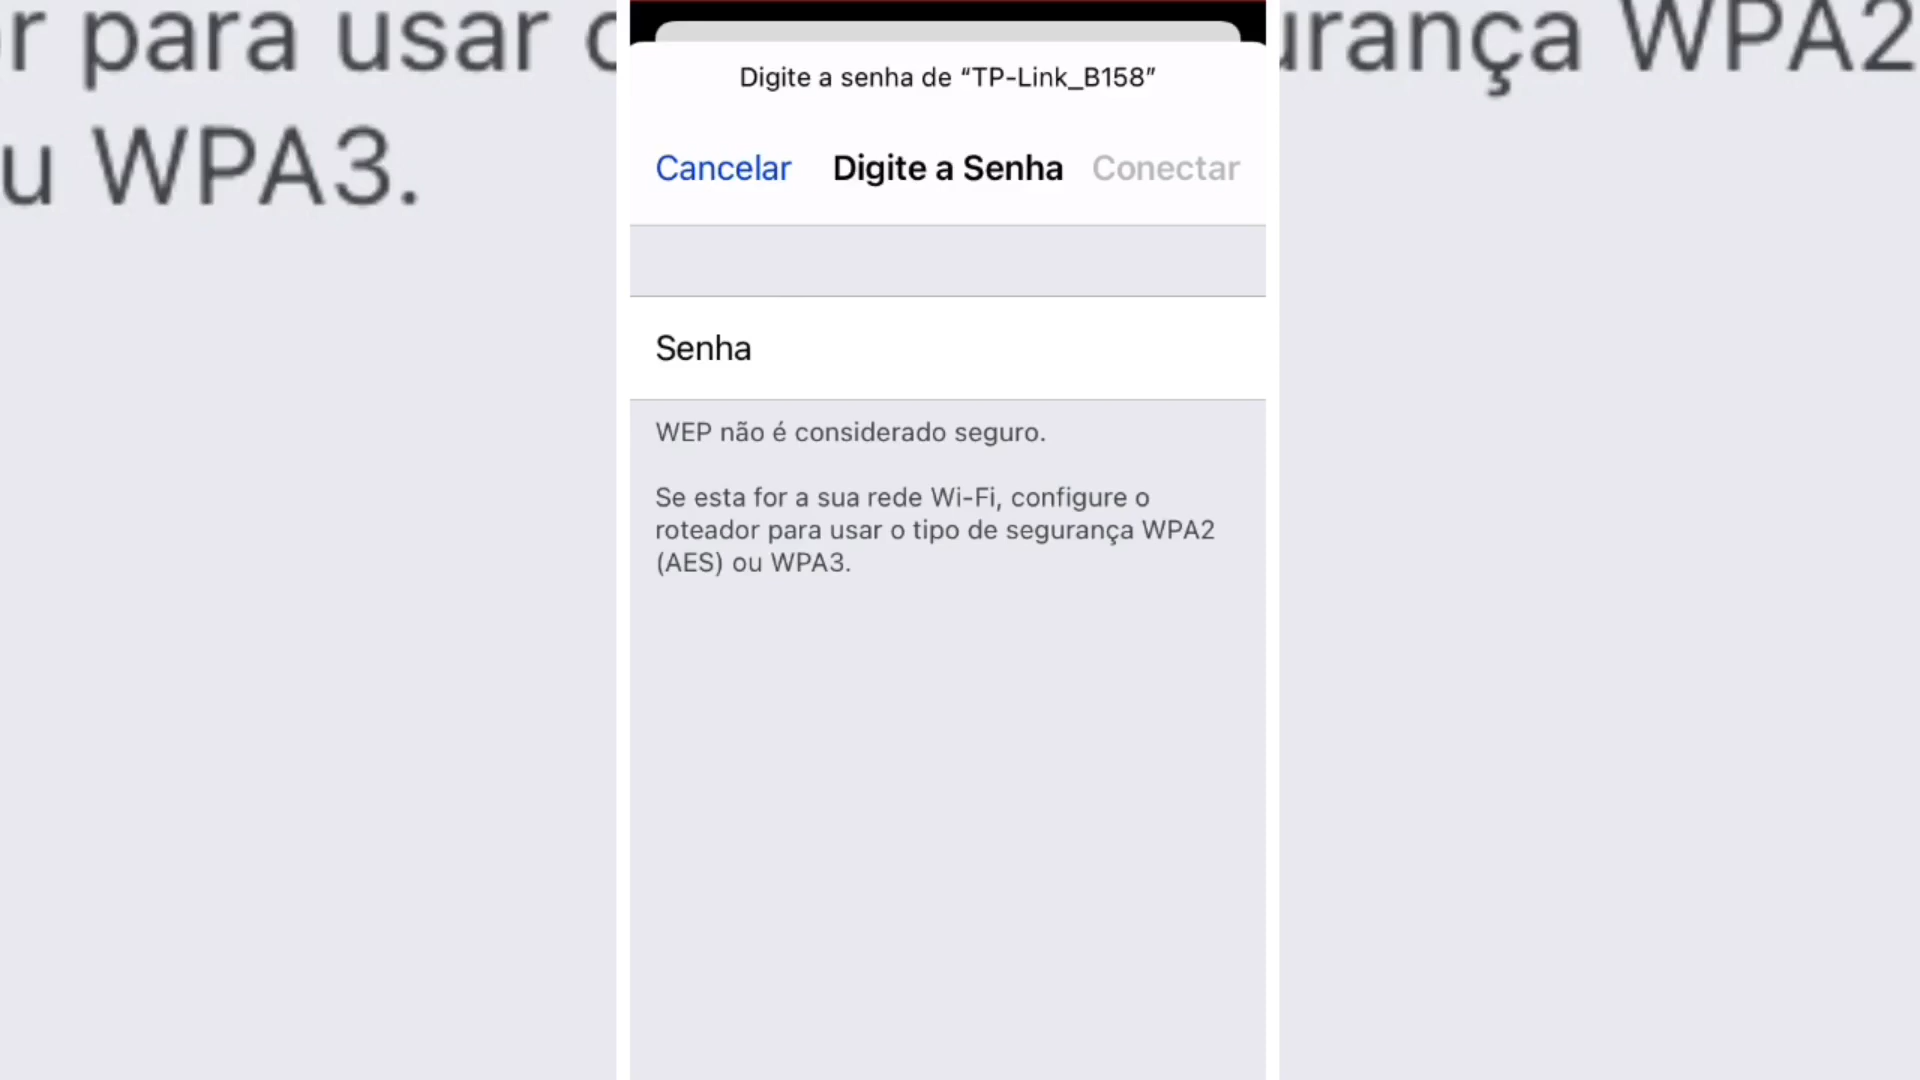 r para usar
u WPA3.
Digite a senha de “TP-Link_B158”
Cancelar Digite a Senha Conectar
Senha
WEP não é considerado seguro.
Se esta for a sua rede Wi-Fi, configure o
roteador para usar o tipo de segurança WPA2
(AES) ou WPA3.
urança WPA2